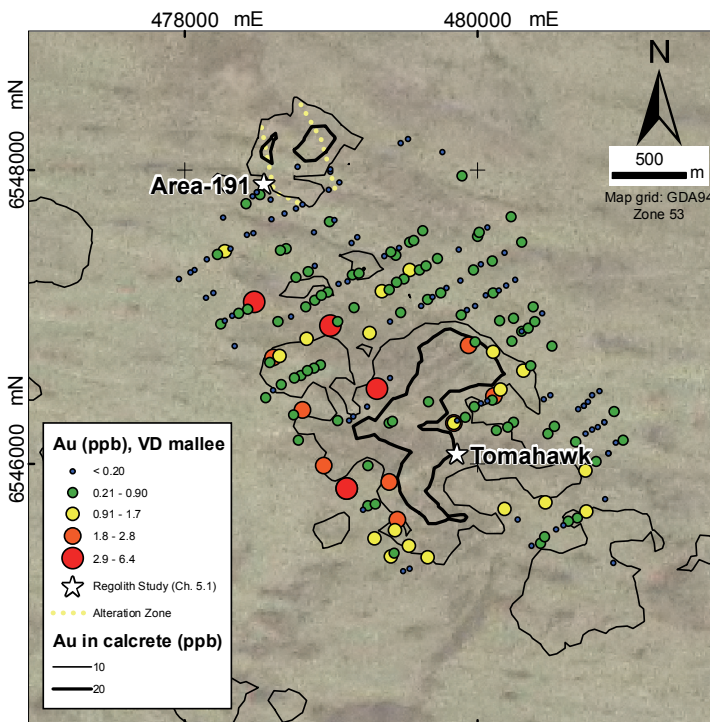 478000 mE
480000 mE
mN
6548000
N
500
m
Map grid: GDA94
Zone 53
Area-191
mN
6546000
Tomahawk
Au (ppb), VD mallee
< 0.20
0.21 - 0.90
0.91 - 1.7
1.8 - 2.8
2.9 - 6.4
Regolith Study (Ch. 5.1)
Alteration Zone
Au in calcrete (ppb)
10
20